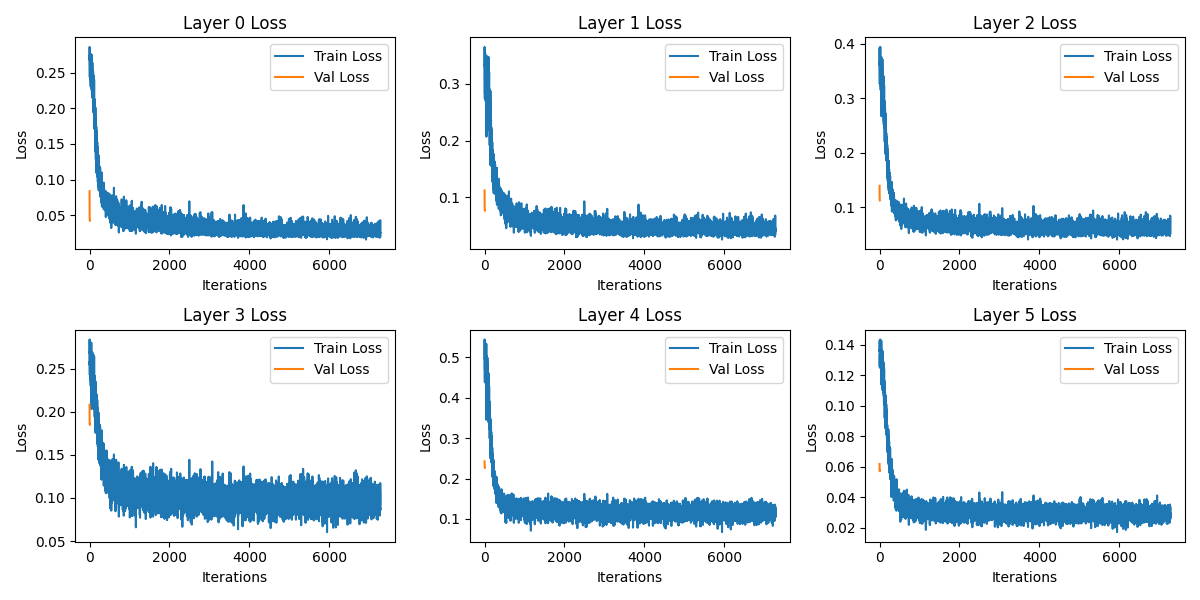 Layer 0 Loss
Loss
0.25
0.20
0.15
0.10
0.05
Train Loss
Val Loss
0
2000
4000
6000
Iterations
Layer 1 Loss
Loss
0.3
0.2
0.1
Train Loss
Val Loss
0
2000
4000
6000
Iterations
Layer 2 Loss
Loss
0.4
0.3
0.2
0.1
Train Loss
Val Loss
0
2000
4000
6000
Iterations
Layer 3 Loss
Loss
0.25
0.20
0.15
0.10
0.05
Train Loss
Val Loss
0
2000
4000
6000
Iterations
Layer 4 Loss
Loss
0.5
0.4
0.3
0.2
0.1
Train Loss
Val Loss
0
2000
4000
6000
Iterations
Layer 5 Loss
Loss
0.14
0.12
0.10
0.08
0.06
0.04
0.02
Train Loss
Val Loss
0
2000
4000
6000
Iterations